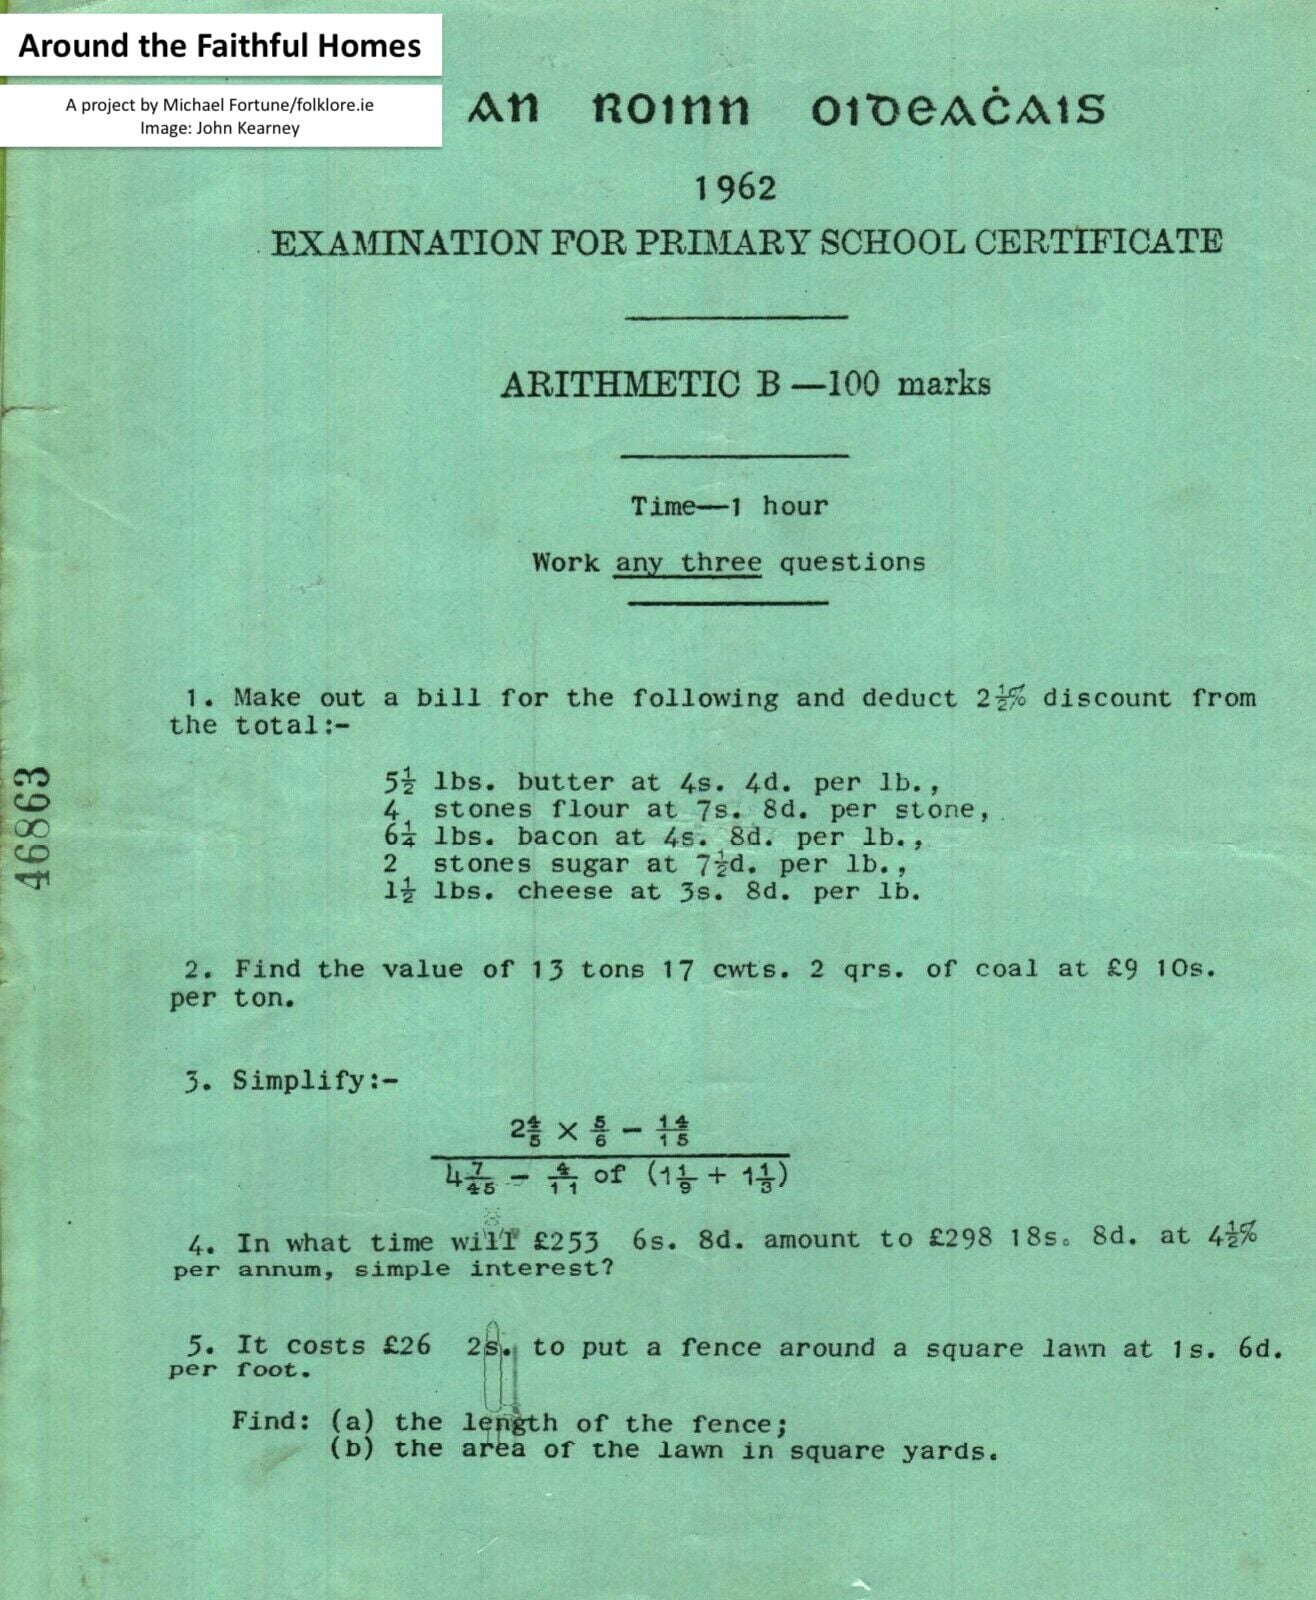 Around the Faithful Homes
A project by Michael Fortune/folklore.ie
Image: John Kearney
An Roinn Oideaċais
1962
EXAMINATION FOR PRIMARY SCHOOL CERTIFICATE
ARITHMETIC B—100 marks
Time—1 hour
Work any three questions
1. Make out a bill for the following and deduct 2½% discount from
the total:-
5½ lbs. butter at 4s. 4d. per lb.,
4 stones flour at 7s. 8d. per stone,
6¼ lbs. bacon at 4s. 8d. per lb.,
2 stones sugar at 7½d. per lb.,
1½ lbs. cheese at 3s. 8d. per lb.
2. Find the value of 13 tons 17 cwts. 2 qrs. of coal at £9 10s.
per ton.
3. Simplify:-
2 4/5 × 5/6 - 14/15
4 7/45 - 4/11 of (1 1/9 + 1 1/3)
4. In what time will £253 6s. 8d. amount to £298 18s. 8d. at 4½%
per annum, simple interest?
5. It costs £26 2s. to put a fence around a square lawn at 1s. 6d.
per foot.
Find: (a) the length of the fence;
(b) the area of the lawn in square yards.
46863